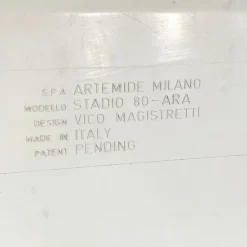 S.P.A. ARTEMIDE MILANO
MODELLO STADIO 80-ARA
DESIGN VICO MAGISTRETTI
MADE IN ITALY
PATENT PENDING